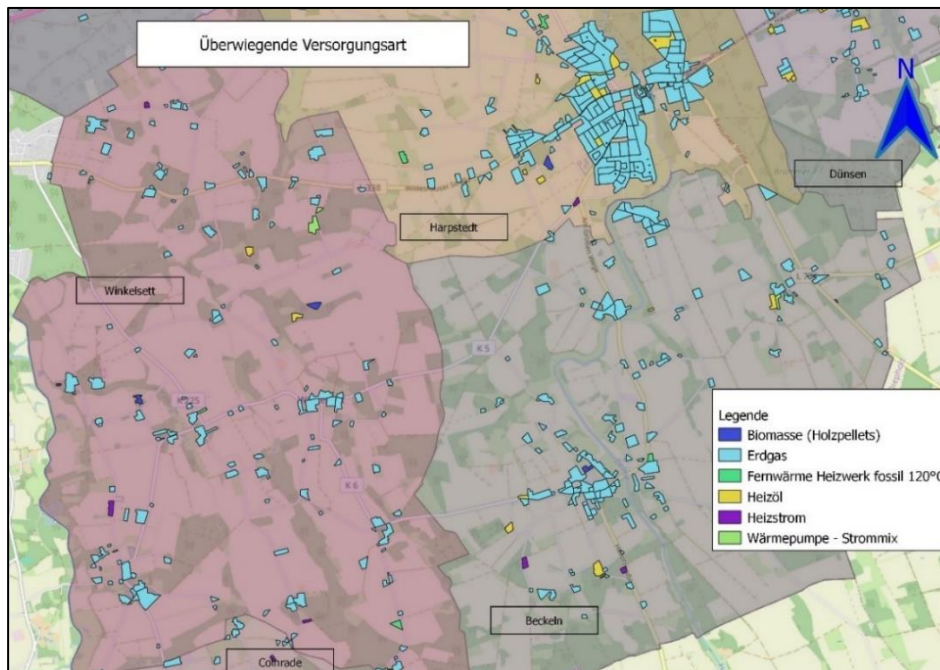 Überwiegende Versorgungsart
N
Dünsen
Harpstedt
Winkelsett
K 5
K 6
Legende
Biomasse (Holzpellets)
Erdgas
Fernwärme Heizwerk fossil 120°C
Heizöl
Heizstrom
Wärmepumpe - Strommix
Beckeln
Colnrade